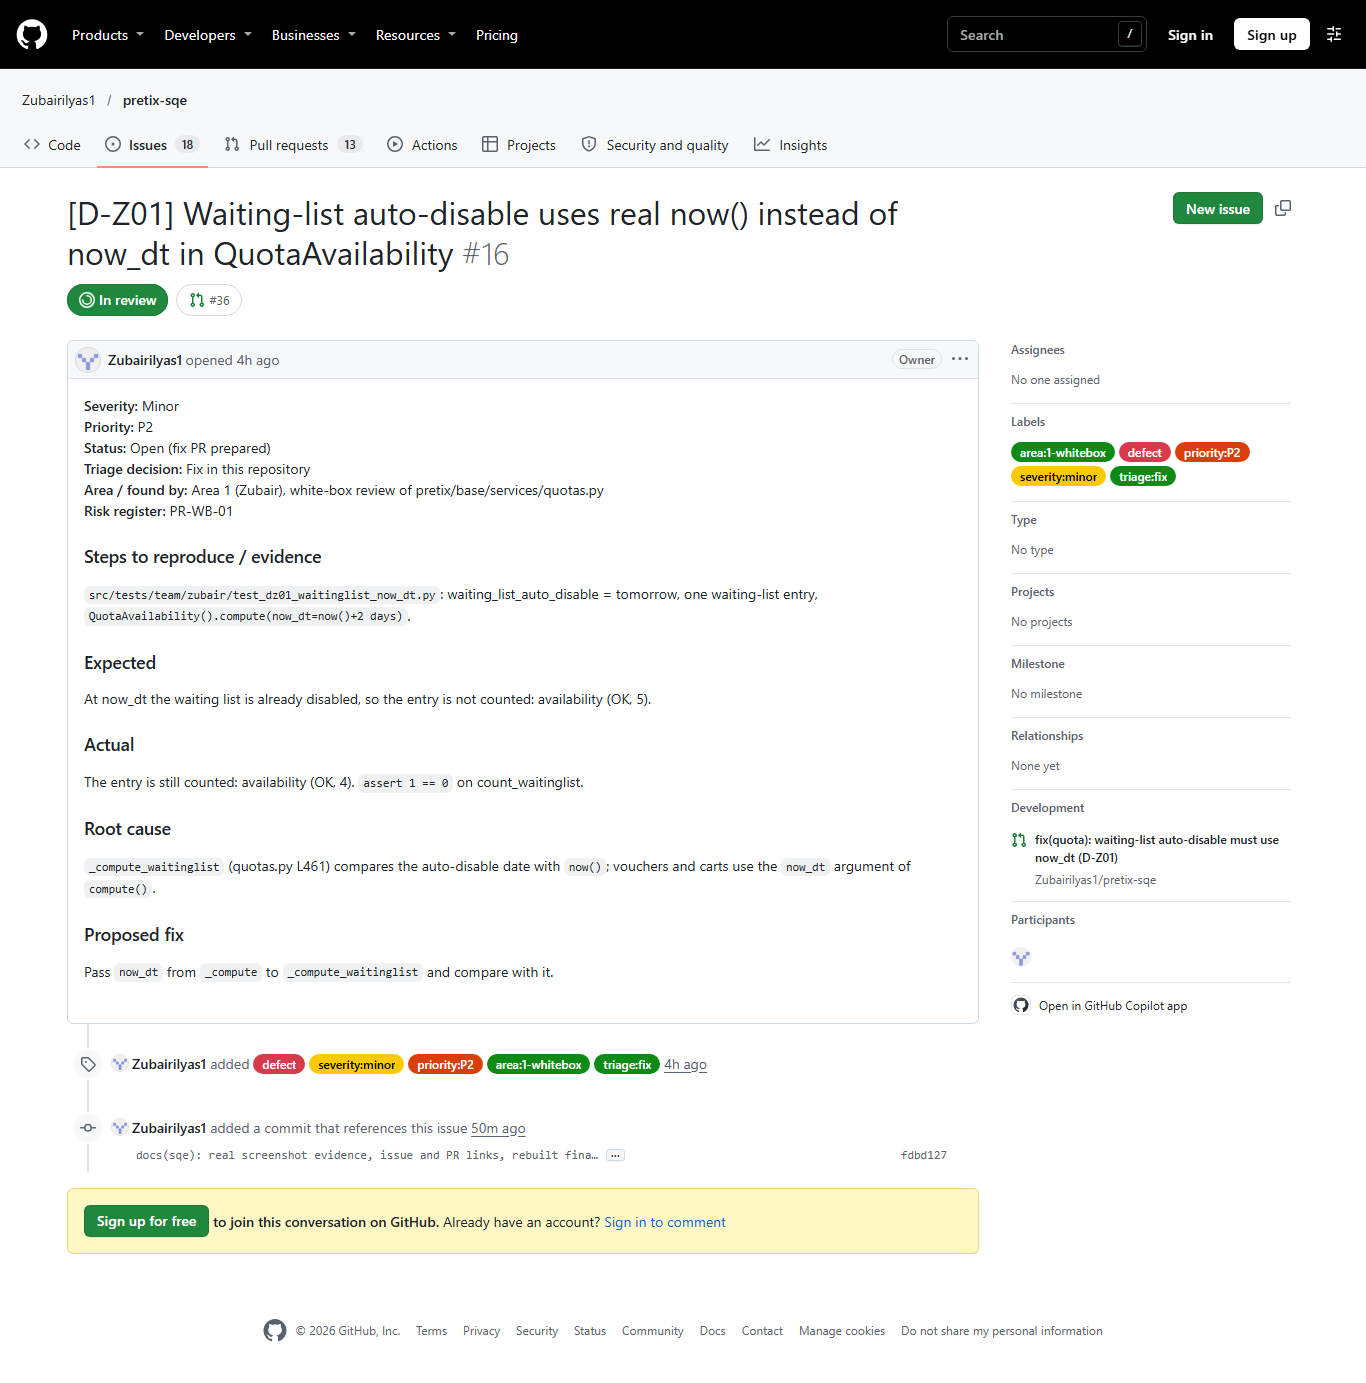 Products
Developers
Businesses
Resources
Pricing
Search
/
Sign in
Sign up
Zubairilyas1 / pretix-sqe
Code
Issues 18
Pull requests 13
Actions
Projects
Security and quality
Insights
[D-Z01] Waiting-list auto-disable uses real now() instead of
now_dt in QuotaAvailability #16
New issue
In review
#36
Zubairilyas1 opened 4h ago
Owner
Severity: Minor
Priority: P2
Status: Open (fix PR prepared)
Triage decision: Fix in this repository
Area / found by: Area 1 (Zubair), white-box review of pretix/base/services/quotas.py
Risk register: PR-WB-01
Steps to reproduce / evidence
src/tests/team/zubair/test_dz01_waitinglist_now_dt.py : waiting_list_auto_disable = tomorrow, one waiting-list entry,
QuotaAvailability().compute(now_dt=now()+2 days) .
Expected
At now_dt the waiting list is already disabled, so the entry is not counted: availability (OK, 5).
Actual
The entry is still counted: availability (OK, 4). assert 1 == 0 on count_waitinglist.
Root cause
_compute_waitinglist (quotas.py L461) compares the auto-disable date with now() ; vouchers and carts use the now_dt argument of
compute() .
Proposed fix
Pass now_dt from _compute to _compute_waitinglist and compare with it.
Zubairilyas1 added defect severity:minor priority:P2 area:1-whitebox triage:fix 4h ago
Zubairilyas1 added a commit that references this issue 50m ago
docs(sqe): real screenshot evidence, issue and PR links, rebuilt fina… ...
fdbd127
Sign up for free to join this conversation on GitHub. Already have an account? Sign in to comment
Assignees
No one assigned
Labels
area:1-whitebox defect priority:P2
severity:minor triage:fix
Type
No type
Projects
No projects
Milestone
No milestone
Relationships
None yet
Development
fix(quota): waiting-list auto-disable must use
now_dt (D-Z01)
Zubairilyas1/pretix-sqe
Participants
Open in GitHub Copilot app
© 2026 GitHub, Inc.
Terms
Privacy
Security
Status
Community
Docs
Contact
Manage cookies
Do not share my personal information